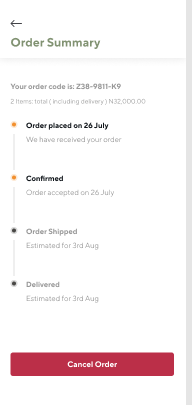 Order Summary
Your order code is: Z38-9811-K9
2 Items: total ( including delivery ) N32,000.00
Order placed on 26 July
We have received your order
Confirmed
Order accepted on 26 July
Order Shipped
Estimated for 3rd Aug
Delivered
Estimated for 3rd Aug
Cancel Order